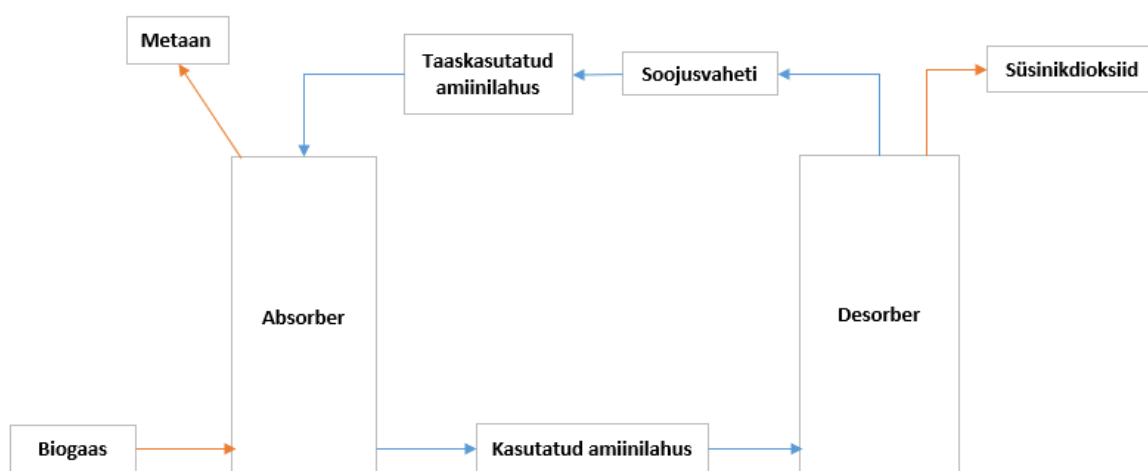 Metaan
Taaskasutatud
amiinilahus
Soojusvaheti
Süsinikdioksiid
Absorber
Desorber
Biogaas
Kasutatud amiinilahus